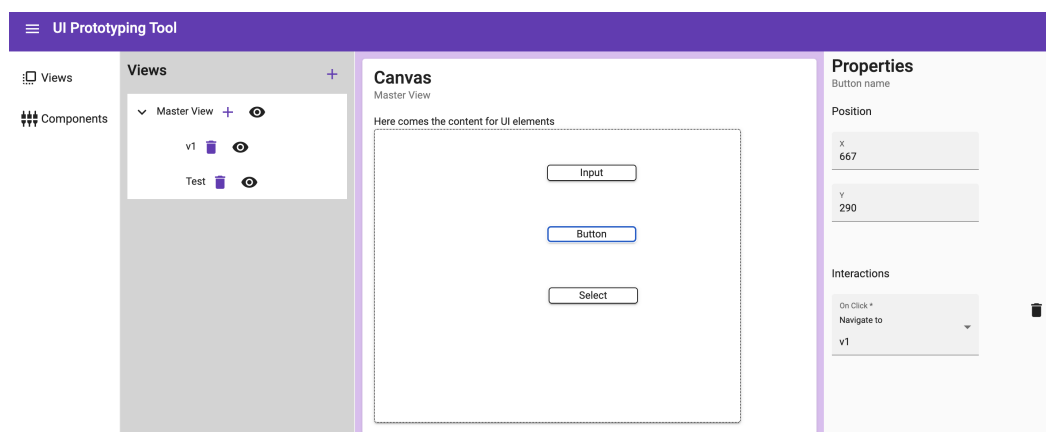 UI Prototyping Tool
Views
Components
Views
+
Master View +
v1
Test
Canvas
Master View
Here comes the content for UI elements
Input
Button
Select
Properties
Button name
Position
X
667
Y
290
Interactions
On Click *
Navigate to
v1